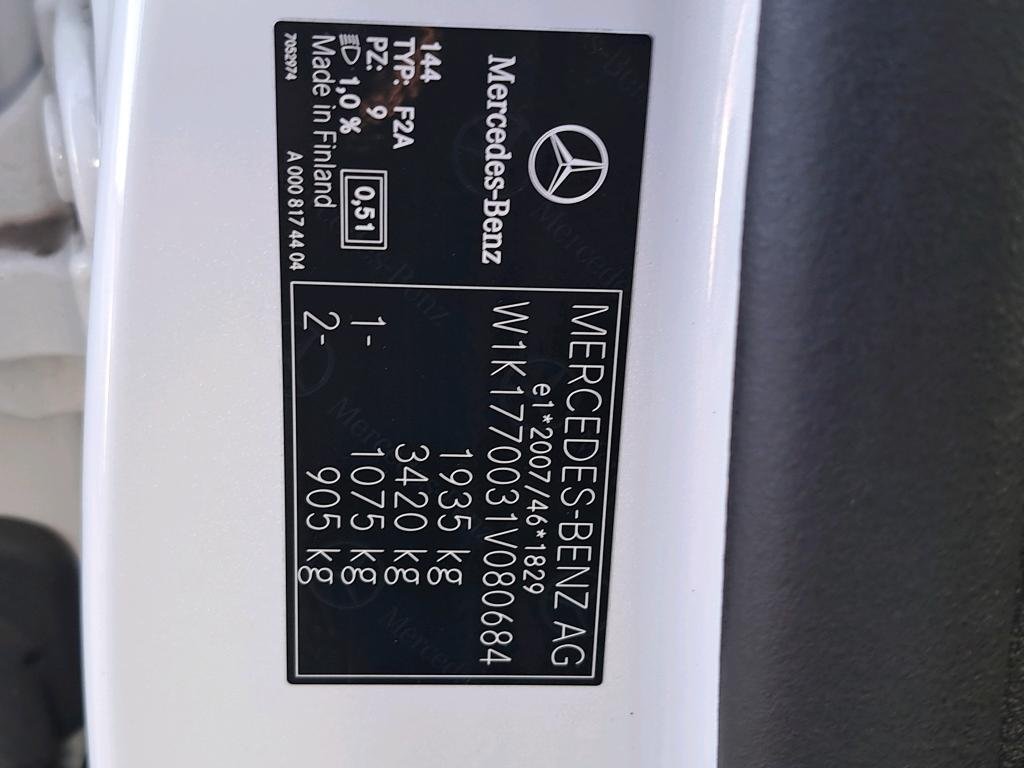 Mercedes-Benz
144
TYP: F2A
PZ: 9
1,0 %
0,51
Made in Finland
7052974 A 000 817 44 04
MERCEDES-BENZ AG
e1*2007/46*1829
W1K1770031V080684
1935 kg
3420 kg
1- 1075 kg
2- 905 kg